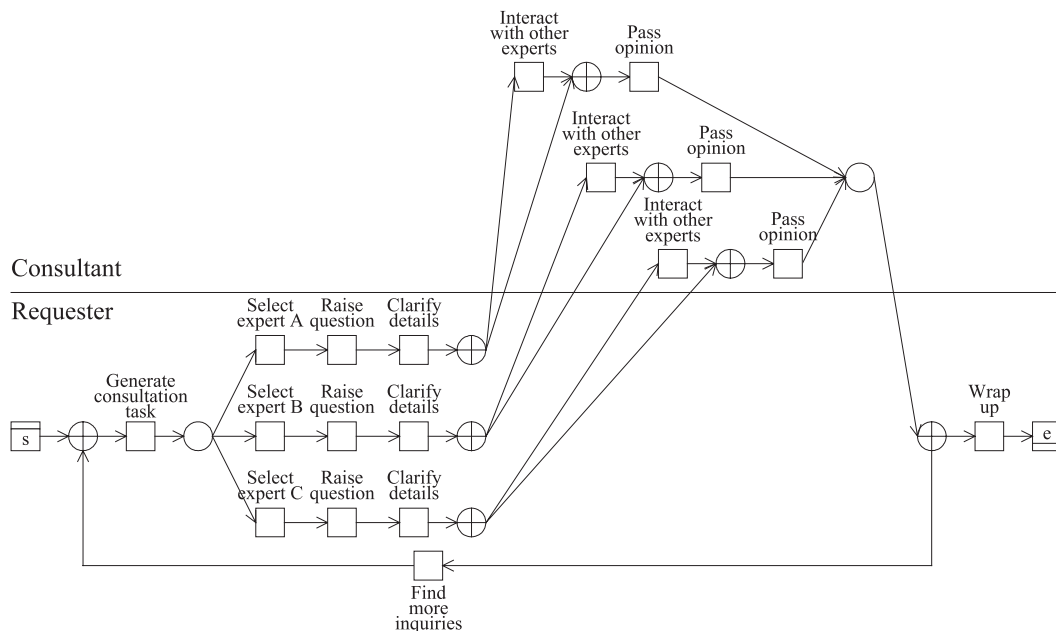 Interact
with other
experts
Pass
opinion
Interact
with other
experts
Pass
opinion
Interact
with other
experts
Pass
opinion
Consultant
Requester
Select
expert A
Raise
question
Clarify
details
Generate
consultation
task
Select
expert B
Raise
question
Clarify
details
Wrap
up
s
e
Select
expert C
Raise
question
Clarify
details
Find
more
inquiries